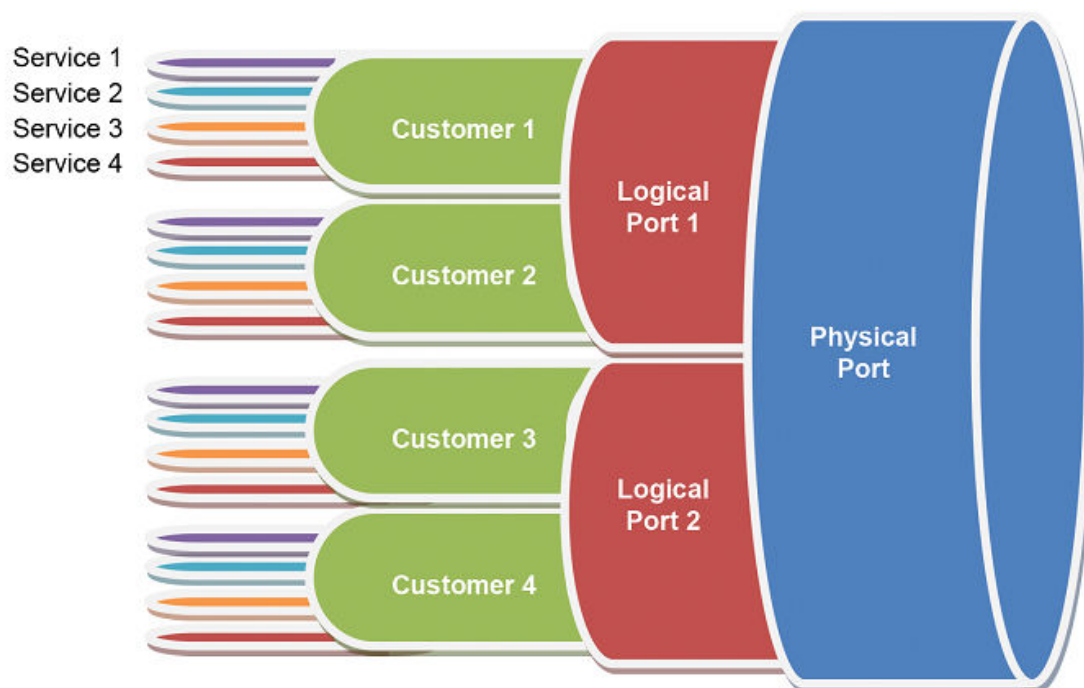 Service 1
Service 2
Service 3
Service 4
Customer 1
Customer 2
Customer 3
Customer 4
Logical
Port 1
Logical
Port 2
Physical
Port